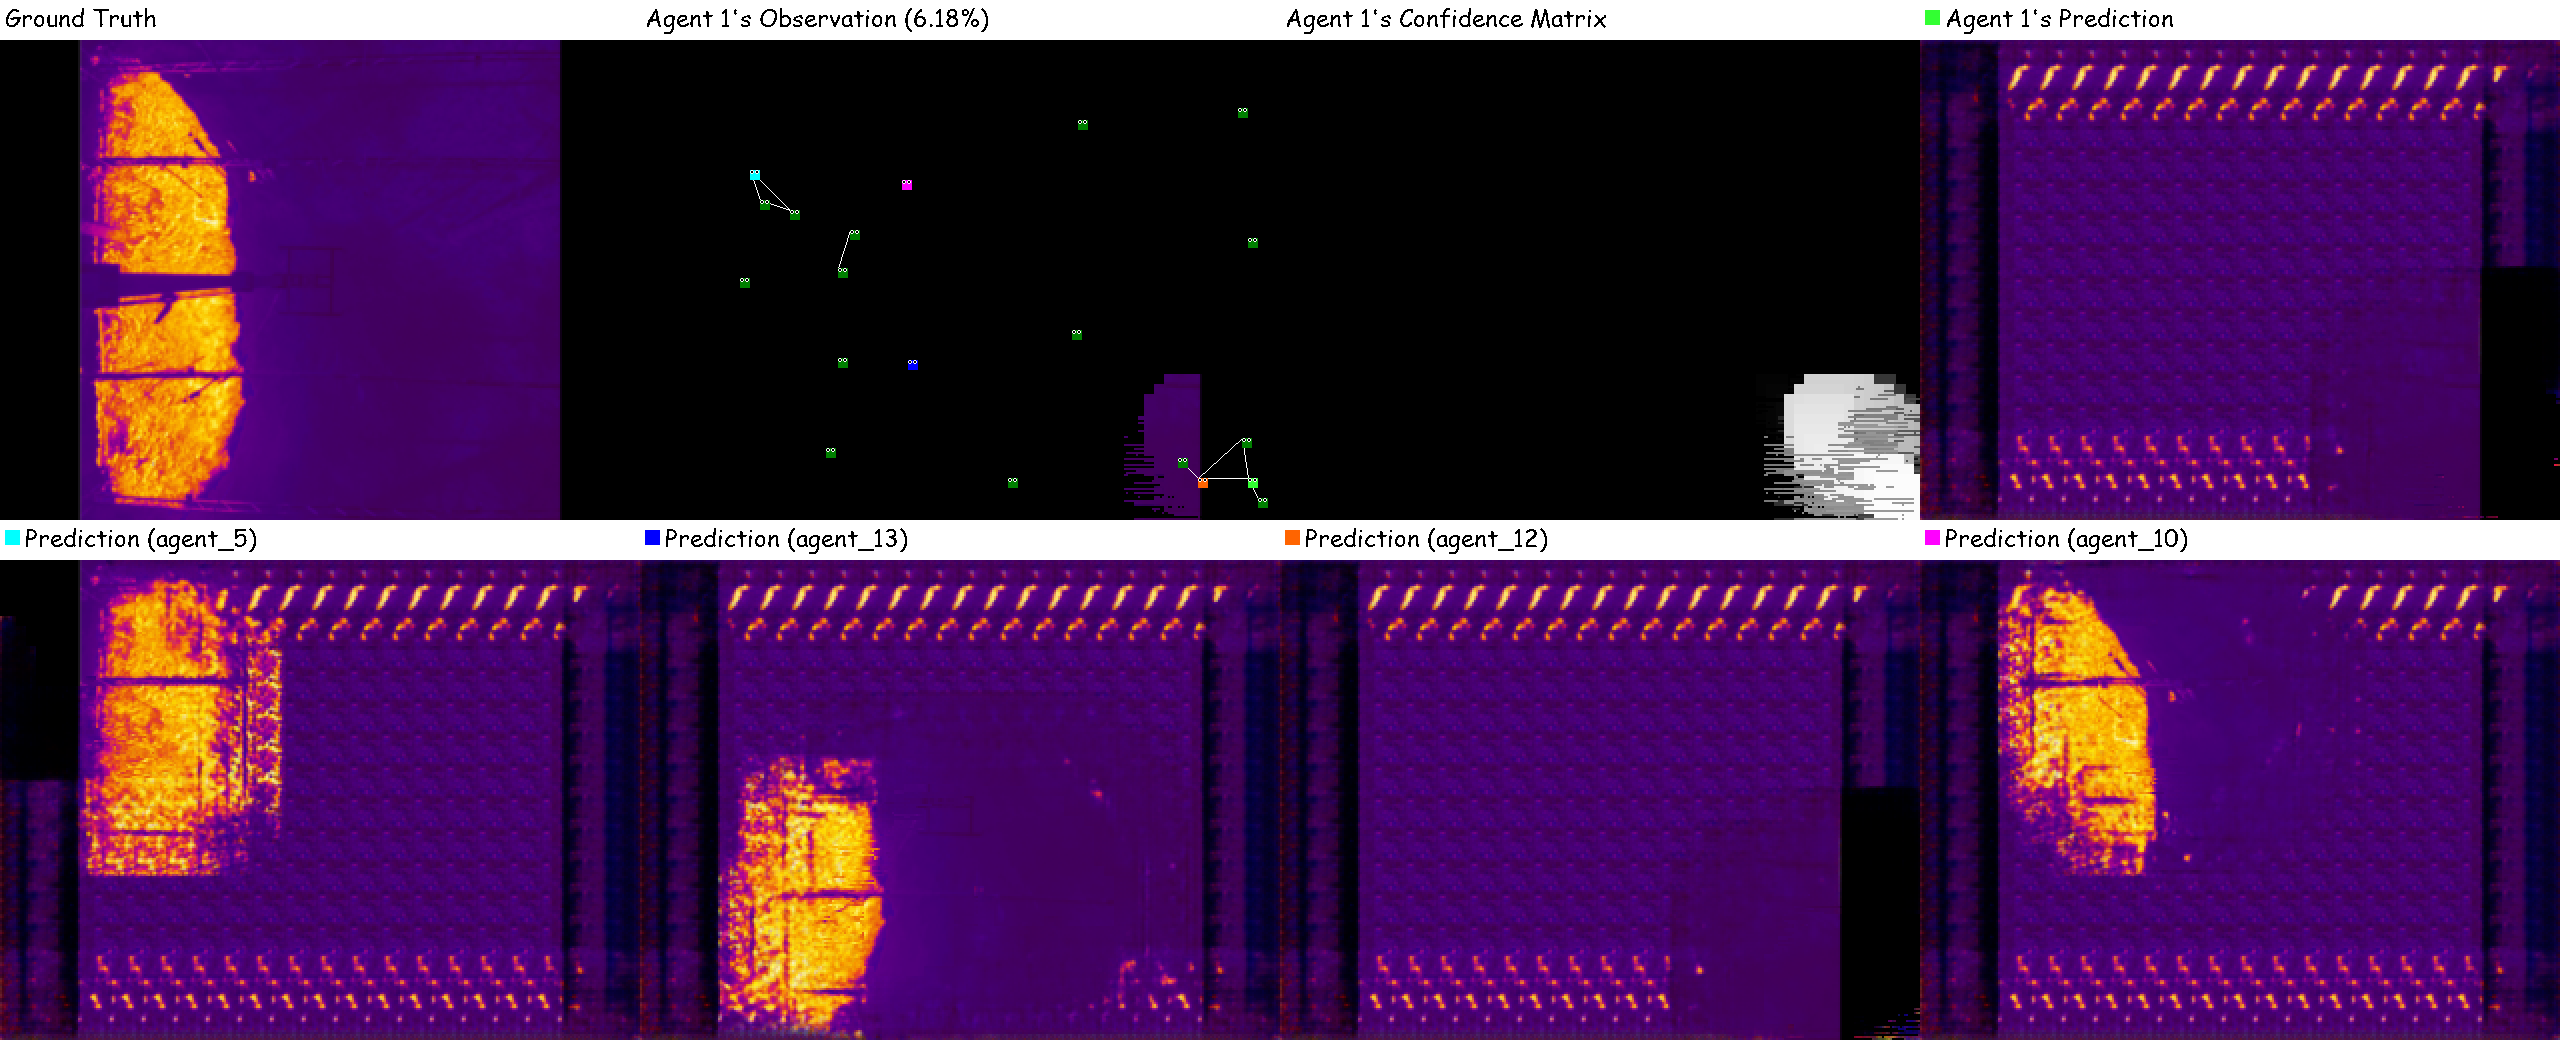 Ground Truth
Agent 1's Observation (6.18%)
Agent 1's Confidence Matrix
Agent 1's Prediction
Prediction (agent_5)
Prediction (agent_13)
Prediction (agent_12)
Prediction (agent_10)